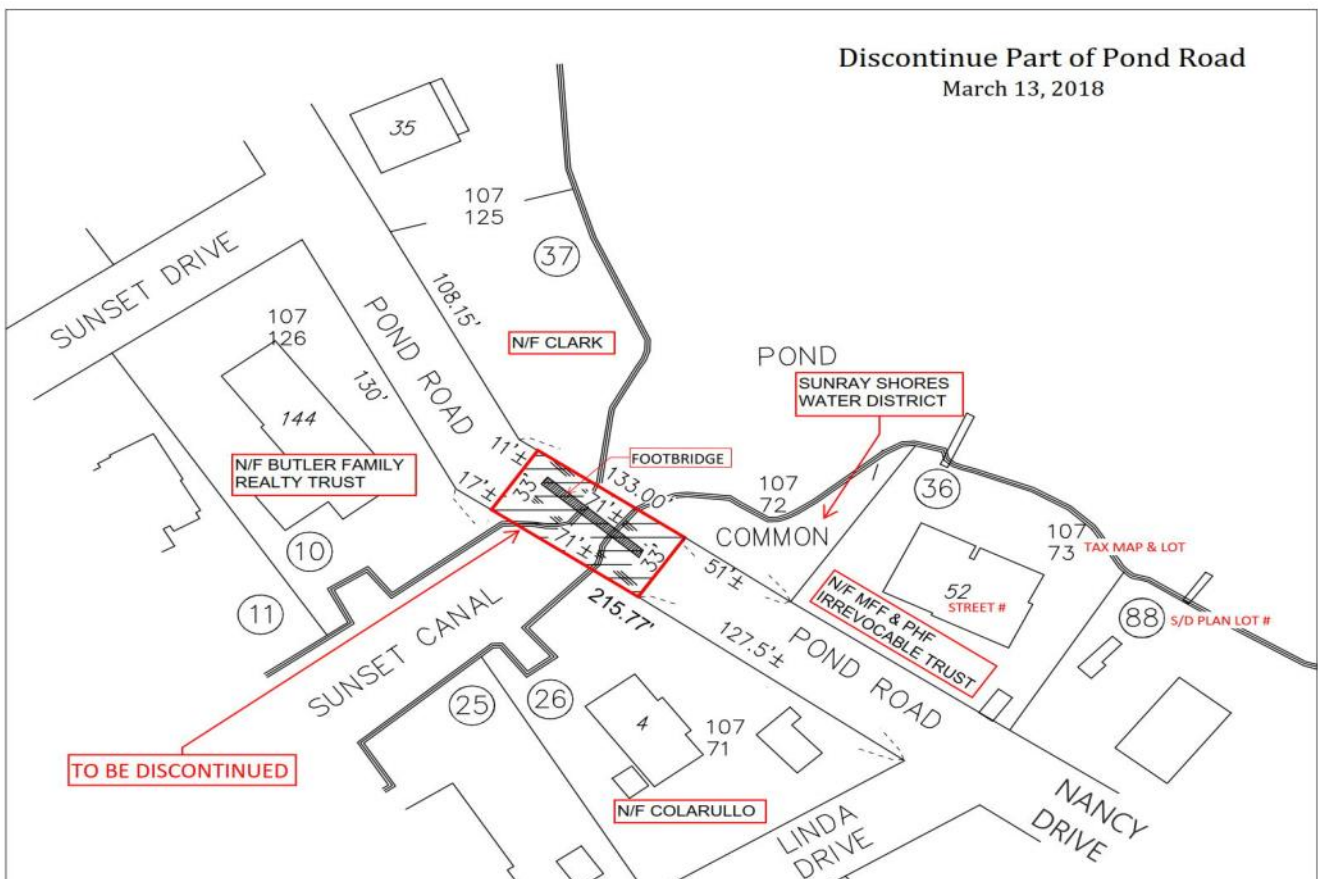 Discontinue Part of Pond Road
March 13, 2018
35
107
125
37
SUNSET DRIVE
107
126
POND ROAD
108.15'
130'
N/F CLARK
POND
SUNRAY SHORES
WATER DISTRICT
144
N/F BUTLER FAMILY
REALTY TRUST
11'±
17'±
33'
FOOTBRIDGE
133.00'
71'±
71'±
33'
107
72
COMMON
36
107
73
TAX MAP & LOT
10
11
51'±
52
STREET #
N/F MFF & PHF
IRREVOCABLE TRUST
88
S/D PLAN LOT #
SUNSET CANAL
215.77'
127.5'±
POND ROAD
25
26
4
107
71
TO BE DISCONTINUED
N/F COLARULLO
LINDA
DRIVE
NANCY
DRIVE